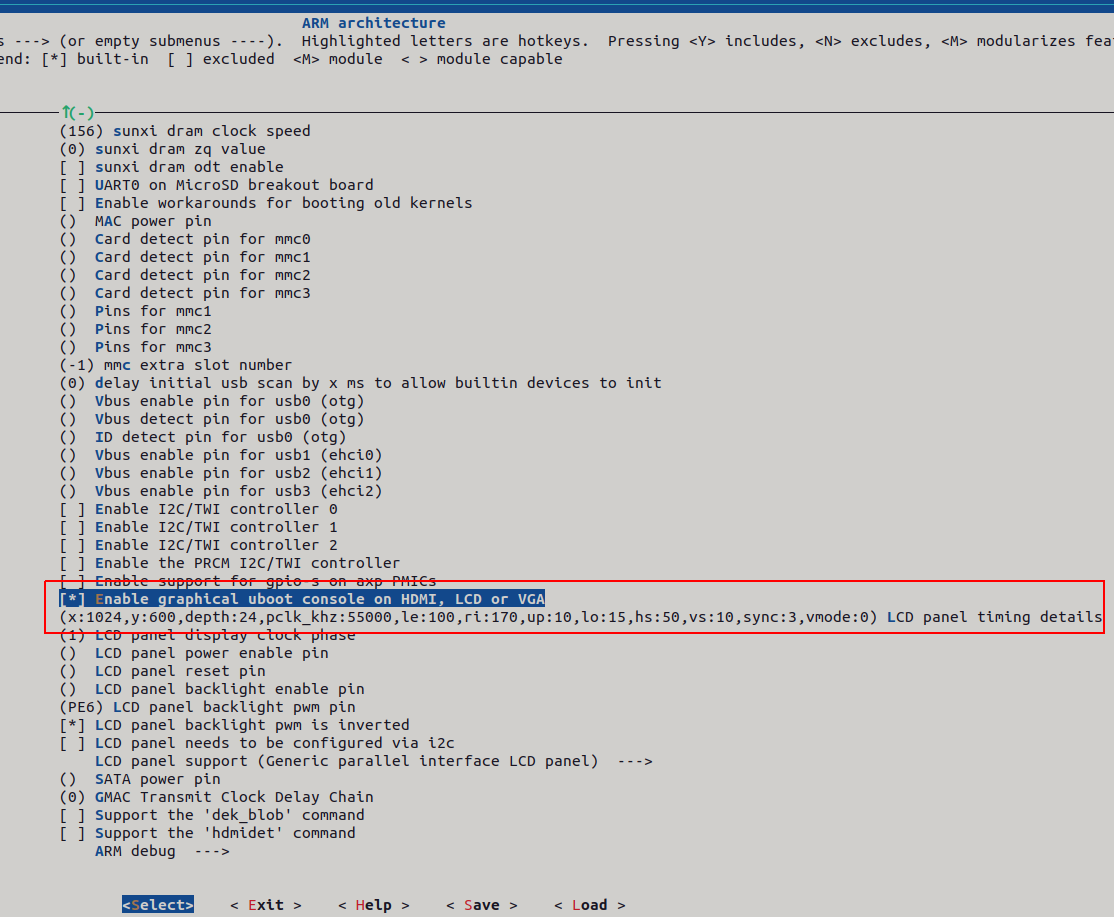 ARM architecture
s ---> (or empty submenus ----).  Highlighted letters are hotkeys.  Pressing <Y> includes, <N> excludes, <M> modularizes fea
end: [*] built-in  [ ] excluded  <M> module  < > module capable
↑(-)
(156) sunxi dram clock speed
(0) sunxi dram zq value
[ ] sunxi dram odt enable
[ ] UART0 on MicroSD breakout board
[ ] Enable workarounds for booting old kernels
()  MAC power pin
()  Card detect pin for mmc0
()  Card detect pin for mmc1
()  Card detect pin for mmc2
()  Card detect pin for mmc3
()  Pins for mmc1
()  Pins for mmc2
()  Pins for mmc3
(-1) mmc extra slot number
(0) delay initial usb scan by x ms to allow builtin devices to init
()  Vbus enable pin for usb0 (otg)
()  Vbus detect pin for usb0 (otg)
()  ID detect pin for usb0 (otg)
()  Vbus enable pin for usb1 (ehci0)
()  Vbus enable pin for usb2 (ehci1)
()  Vbus enable pin for usb3 (ehci2)
[ ] Enable I2C/TWI controller 0
[ ] Enable I2C/TWI controller 1
[ ] Enable I2C/TWI controller 2
[ ] Enable the PRCM I2C/TWI controller
[ ] Enable support for gpio-s on axp PMICs
[*] Enable graphical uboot console on HDMI, LCD or VGA
(x:1024,y:600,depth:24,pclk_khz:55000,le:100,ri:170,up:10,lo:15,hs:50,vs:10,sync:3,vmode:0) LCD panel timing details
(1) LCD panel display clock phase
()  LCD panel power enable pin
()  LCD panel reset pin
()  LCD panel backlight enable pin
(PE6) LCD panel backlight pwm pin
[*] LCD panel backlight pwm is inverted
[ ] LCD panel needs to be configured via i2c
LCD panel support (Generic parallel interface LCD panel)  --->
()  SATA power pin
(0) GMAC Transmit Clock Delay Chain
[ ] Support the 'dek_blob' command
[ ] Support the 'hdmidet' command
ARM debug  --->
<Select>    < Exit >    < Help >    < Save >    < Load >